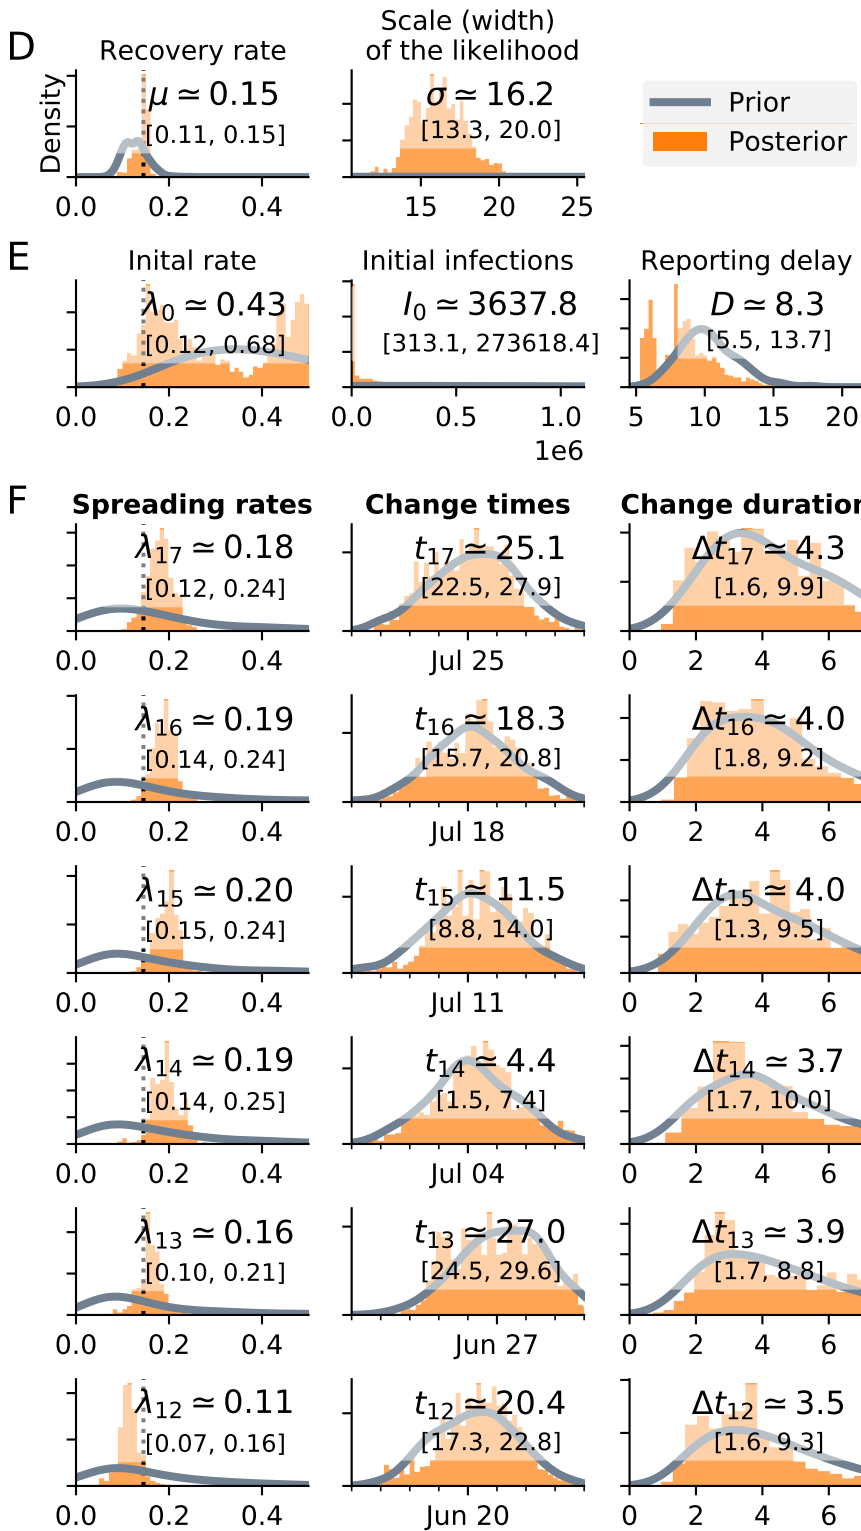 D
Recovery rate
Scale (width)
of the likelihood
Density
μ ≃ 0.15
[0.11, 0.15]
σ ≃ 16.2
[13.3, 20.0]
Prior
Posterior
0.0 0.2 0.4
15 20 25
E
Inital rate
Initial infections
Reporting delay
λ0 ≃ 0.43
[0.12, 0.68]
I0 ≃ 3637.8
[313.1, 273618.4]
D ≃ 8.3
[5.5, 13.7]
0.0 0.2 0.4
0.0 0.5 1.0
1e6
5 10 15 20
F
Spreading rates
Change times
Change duration
λ17 ≃ 0.18
[0.12, 0.24]
t17 ≃ 25.1
[22.5, 27.9]
Δt17 ≃ 4.3
[1.6, 9.9]
0.0 0.2 0.4
Jul 25
0 2 4 6
λ16 ≃ 0.19
[0.14, 0.24]
t16 ≃ 18.3
[15.7, 20.8]
Δt16 ≃ 4.0
[1.8, 9.2]
0.0 0.2 0.4
Jul 18
0 2 4 6
λ15 ≃ 0.20
[0.15, 0.24]
t15 ≃ 11.5
[8.8, 14.0]
Δt15 ≃ 4.0
[1.3, 9.5]
0.0 0.2 0.4
Jul 11
0 2 4 6
λ14 ≃ 0.19
[0.14, 0.25]
t14 ≃ 4.4
[1.5, 7.4]
Δt14 ≃ 3.7
[1.7, 10.0]
0.0 0.2 0.4
Jul 04
0 2 4 6
λ13 ≃ 0.16
[0.10, 0.21]
t13 ≃ 27.0
[24.5, 29.6]
Δt13 ≃ 3.9
[1.7, 8.8]
0.0 0.2 0.4
Jun 27
0 2 4 6
λ12 ≃ 0.11
[0.07, 0.16]
t12 ≃ 20.4
[17.3, 22.8]
Δt12 ≃ 3.5
[1.6, 9.3]
0.0 0.2 0.4
Jun 20
0 2 4 6